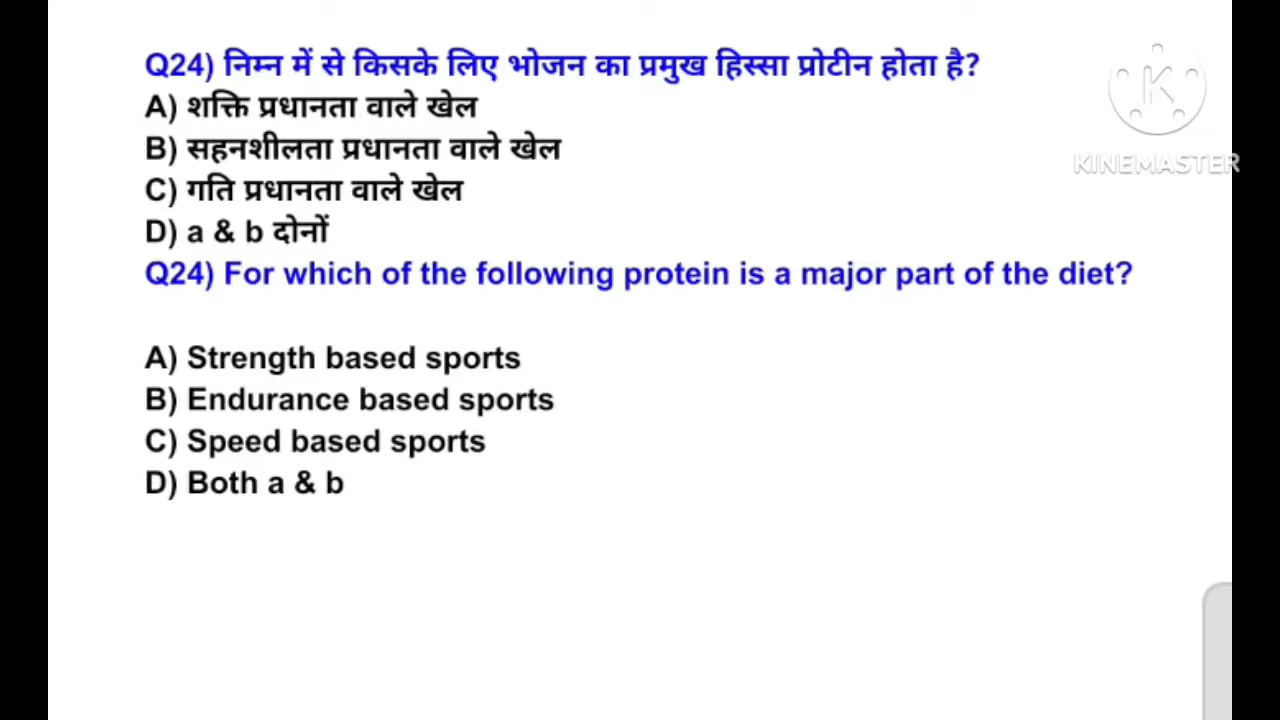 Q24) निम्न में से किसके लिए भोजन का प्रमुख हिस्सा प्रोटीन होता है?
A) शक्ति प्रधानता वाले खेल
B) सहनशीलता प्रधानता वाले खेल
C) गति प्रधानता वाले खेल
D) a & b दोनों
Q24) For which of the following protein is a major part of the diet?
A) Strength based sports
B) Endurance based sports
C) Speed based sports
D) Both a & b
K
KINEMASTER